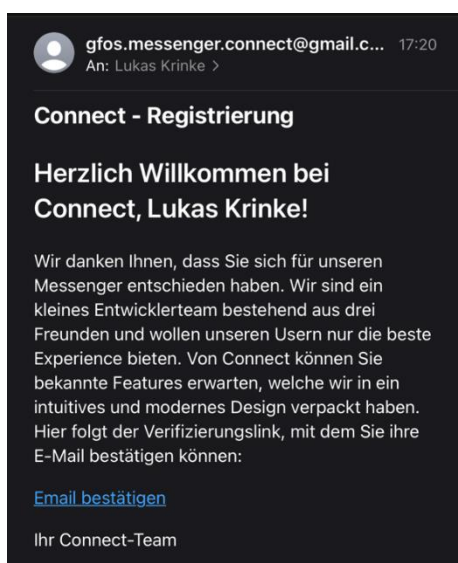 gfos.messenger.connect@gmail.c... 17:20
An: Lukas Krinke >
Connect - Registrierung
Herzlich Willkommen bei
Connect, Lukas Krinke!
Wir danken Ihnen, dass Sie sich für unseren
Messenger entschieden haben. Wir sind ein
kleines Entwicklerteam bestehend aus drei
Freunden und wollen unseren Usern nur die beste
Experience bieten. Von Connect können Sie
bekannte Features erwarten, welche wir in ein
intuitives und modernes Design verpackt haben.
Hier folgt der Verifizierungslink, mit dem Sie ihre
E-Mail bestätigen können:
Email bestätigen
Ihr Connect-Team